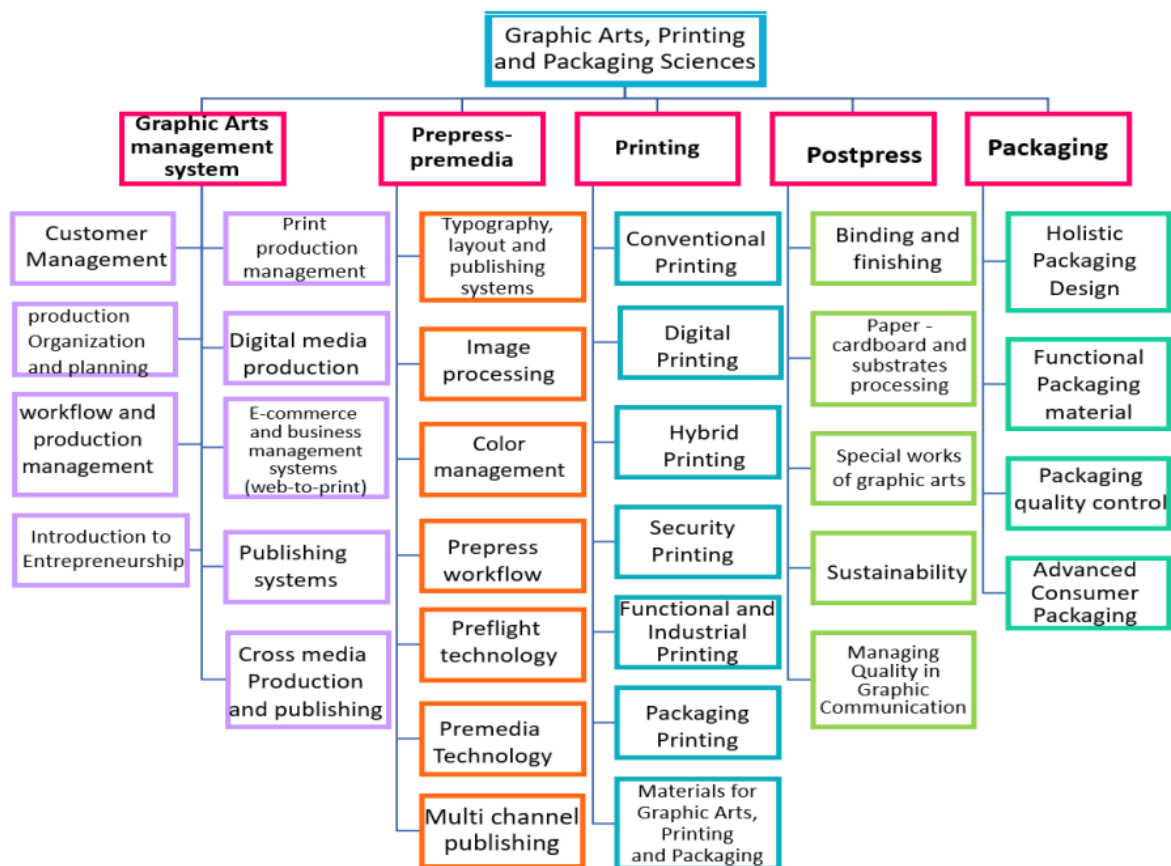 Graphic Arts, Printing
and Packaging Sciences
Graphic Arts
management
system
Prepress-
premedia
Printing
Postpress
Packaging
Customer
Management
production
Organization
and planning
workflow and
production
management
Introduction to
Entrepreneurship
Print
production
management
Digital media
production
E-commerce
and business
management
systems
(web-to-print)
Publishing
systems
Cross media
Production
and publishing
Typography,
layout and
publishing
systems
Image
processing
Color
management
Prepress
workflow
Preflight
technology
Premedia
Technology
Multi channel
publishing
Conventional
Printing
Digital
Printing
Hybrid
Printing
Security
Printing
Functional and
Industrial
Printing
Packaging
Printing
Materials for
Graphic Arts,
Printing
and Packaging
Binding and
finishing
Paper -
cardboard and
substrates
processing
Special works
of graphic arts
Sustainability
Managing
Quality in
Graphic
Communication
Holistic
Packaging
Design
Functional
Packaging
material
Packaging
quality control
Advanced
Consumer
Packaging